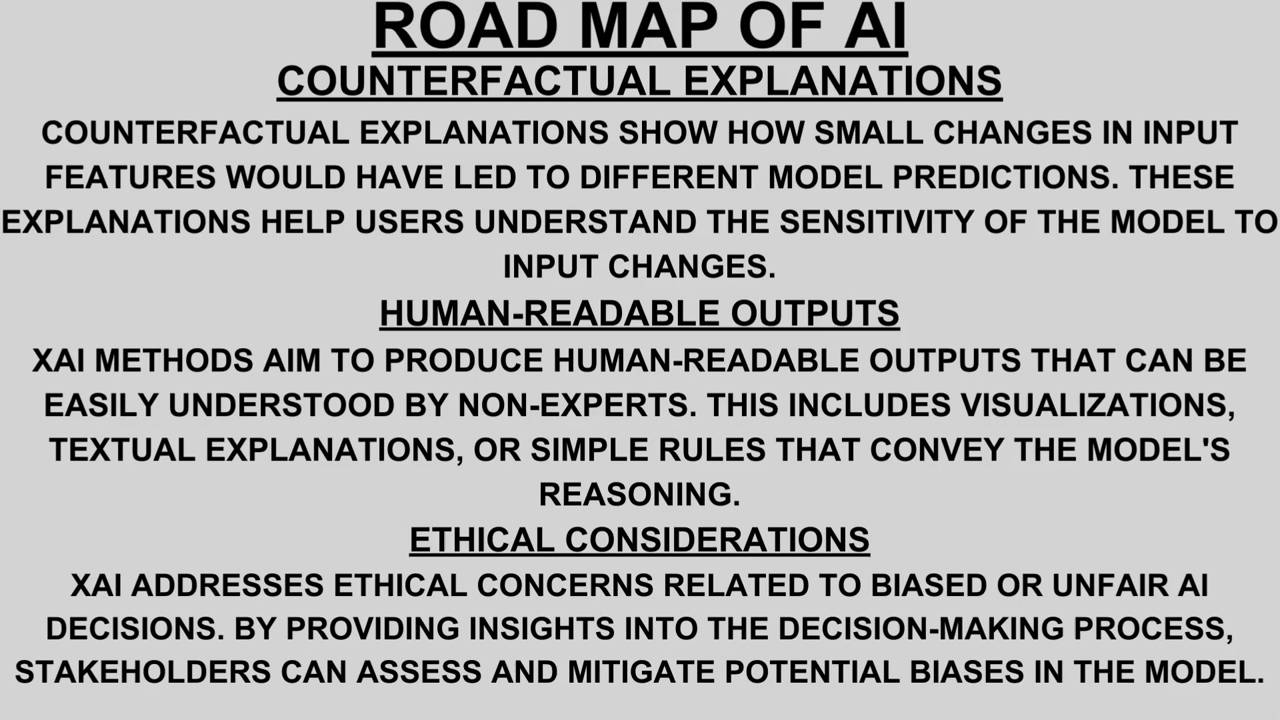 ROAD MAP OF AI
COUNTERFACTUAL EXPLANATIONS
COUNTERFACTUAL EXPLANATIONS SHOW HOW SMALL CHANGES IN INPUT
FEATURES WOULD HAVE LED TO DIFFERENT MODEL PREDICTIONS. THESE
EXPLANATIONS HELP USERS UNDERSTAND THE SENSITIVITY OF THE MODEL TO
INPUT CHANGES.
HUMAN-READABLE OUTPUTS
XAI METHODS AIM TO PRODUCE HUMAN-READABLE OUTPUTS THAT CAN BE
EASILY UNDERSTOOD BY NON-EXPERTS. THIS INCLUDES VISUALIZATIONS,
TEXTUAL EXPLANATIONS, OR SIMPLE RULES THAT CONVEY THE MODEL'S
REASONING.
ETHICAL CONSIDERATIONS
XAI ADDRESSES ETHICAL CONCERNS RELATED TO BIASED OR UNFAIR AI
DECISIONS. BY PROVIDING INSIGHTS INTO THE DECISION-MAKING PROCESS,
STAKEHOLDERS CAN ASSESS AND MITIGATE POTENTIAL BIASES IN THE MODEL.